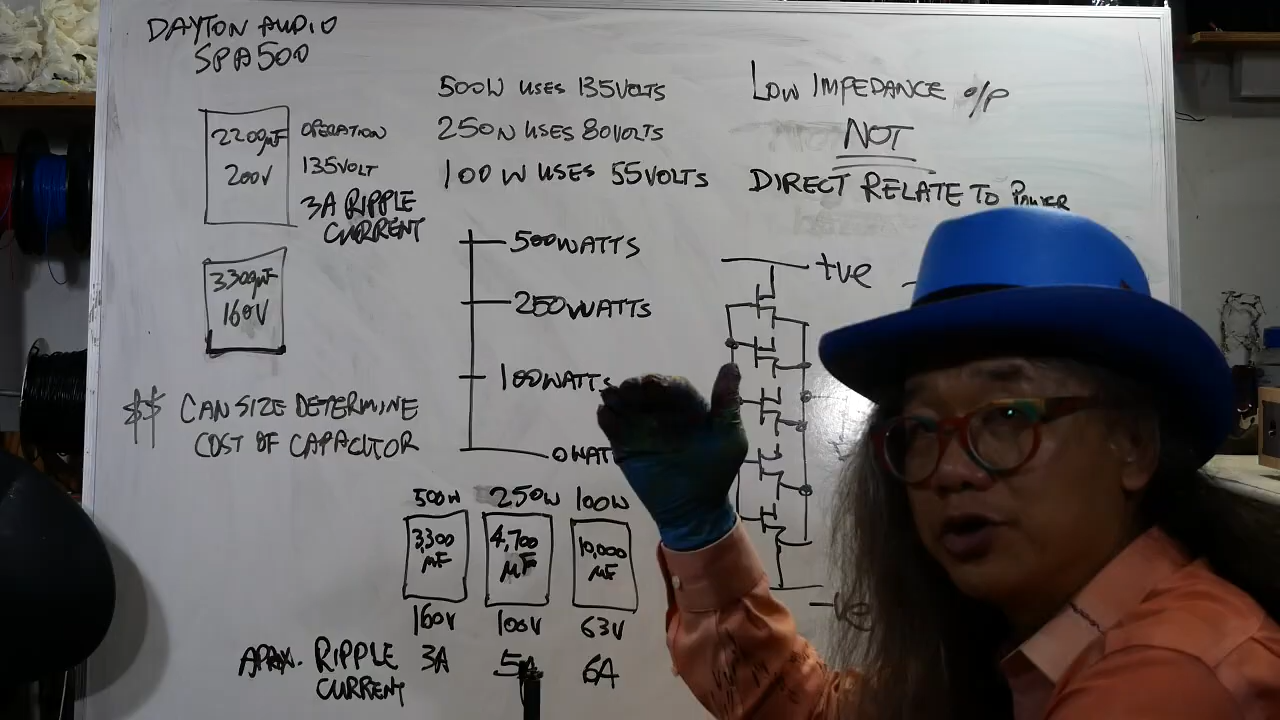 DAYTON AUDIO
SPA500
2200µF
200V
OPERATION
135VOLT
3A RIPPLE
CURRENT
3300µF
160V
$$ CAN SIZE DETERMINE
COST OF CAPACITOR
500W USES 135VOLTS
250W USES 80VOLTS
100W USES 55VOLTS
500WATTS
250WATTS
100WATTS
0WATT
500W 250W 100W
3,300 µF
4,700 µF
10,000 µF
160V 100V 63V
APPAX. RIPPLE CURRENT 3A 5A 6A
LOW IMPEDANCE O/P
NOT
DIRECT RELATE TO POWER
+ve
-ve